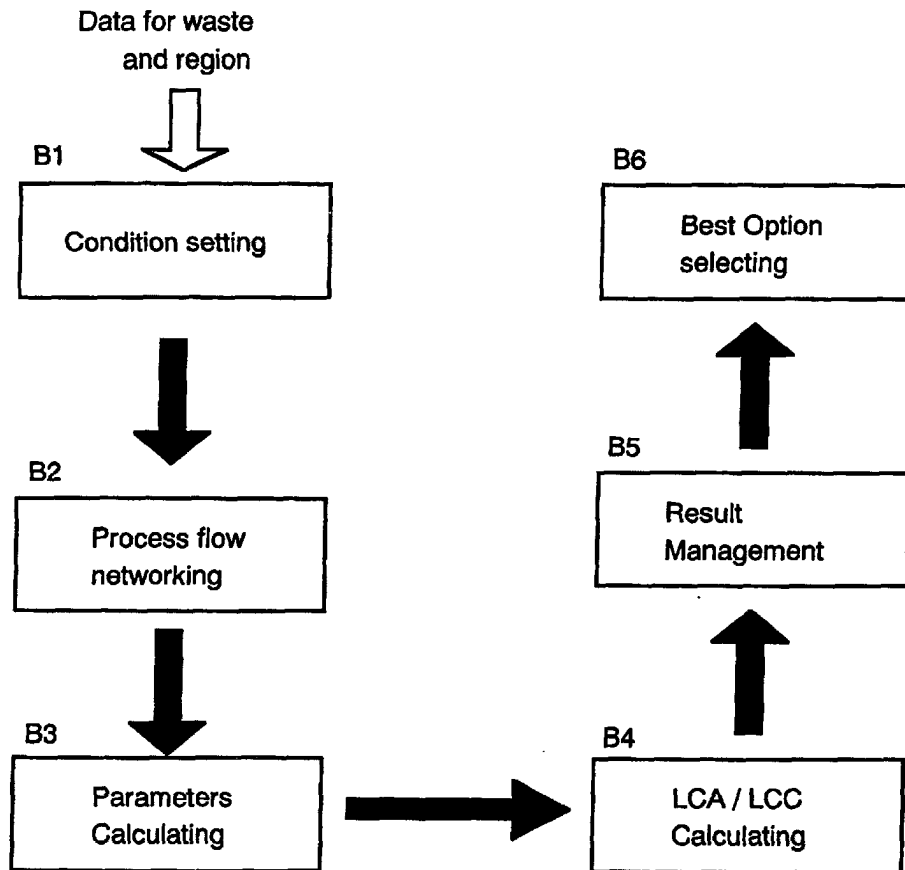 Data for waste
and region
B1
Condition setting
B2
Process flow
networking
B3
Parameters
Calculating
B4
LCA / LCC
Calculating
B5
Result
Management
B6
Best Option
selecting